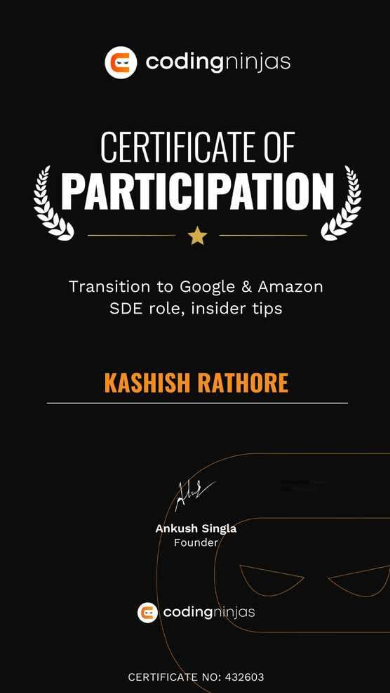 codingninjas
CERTIFICATE OF
PARTICIPATION
Transition to Google & Amazon
SDE role, insider tips
KASHISH RATHORE
Ankush Singla
Founder
codingninjas
CERTIFICATE NO: 432603